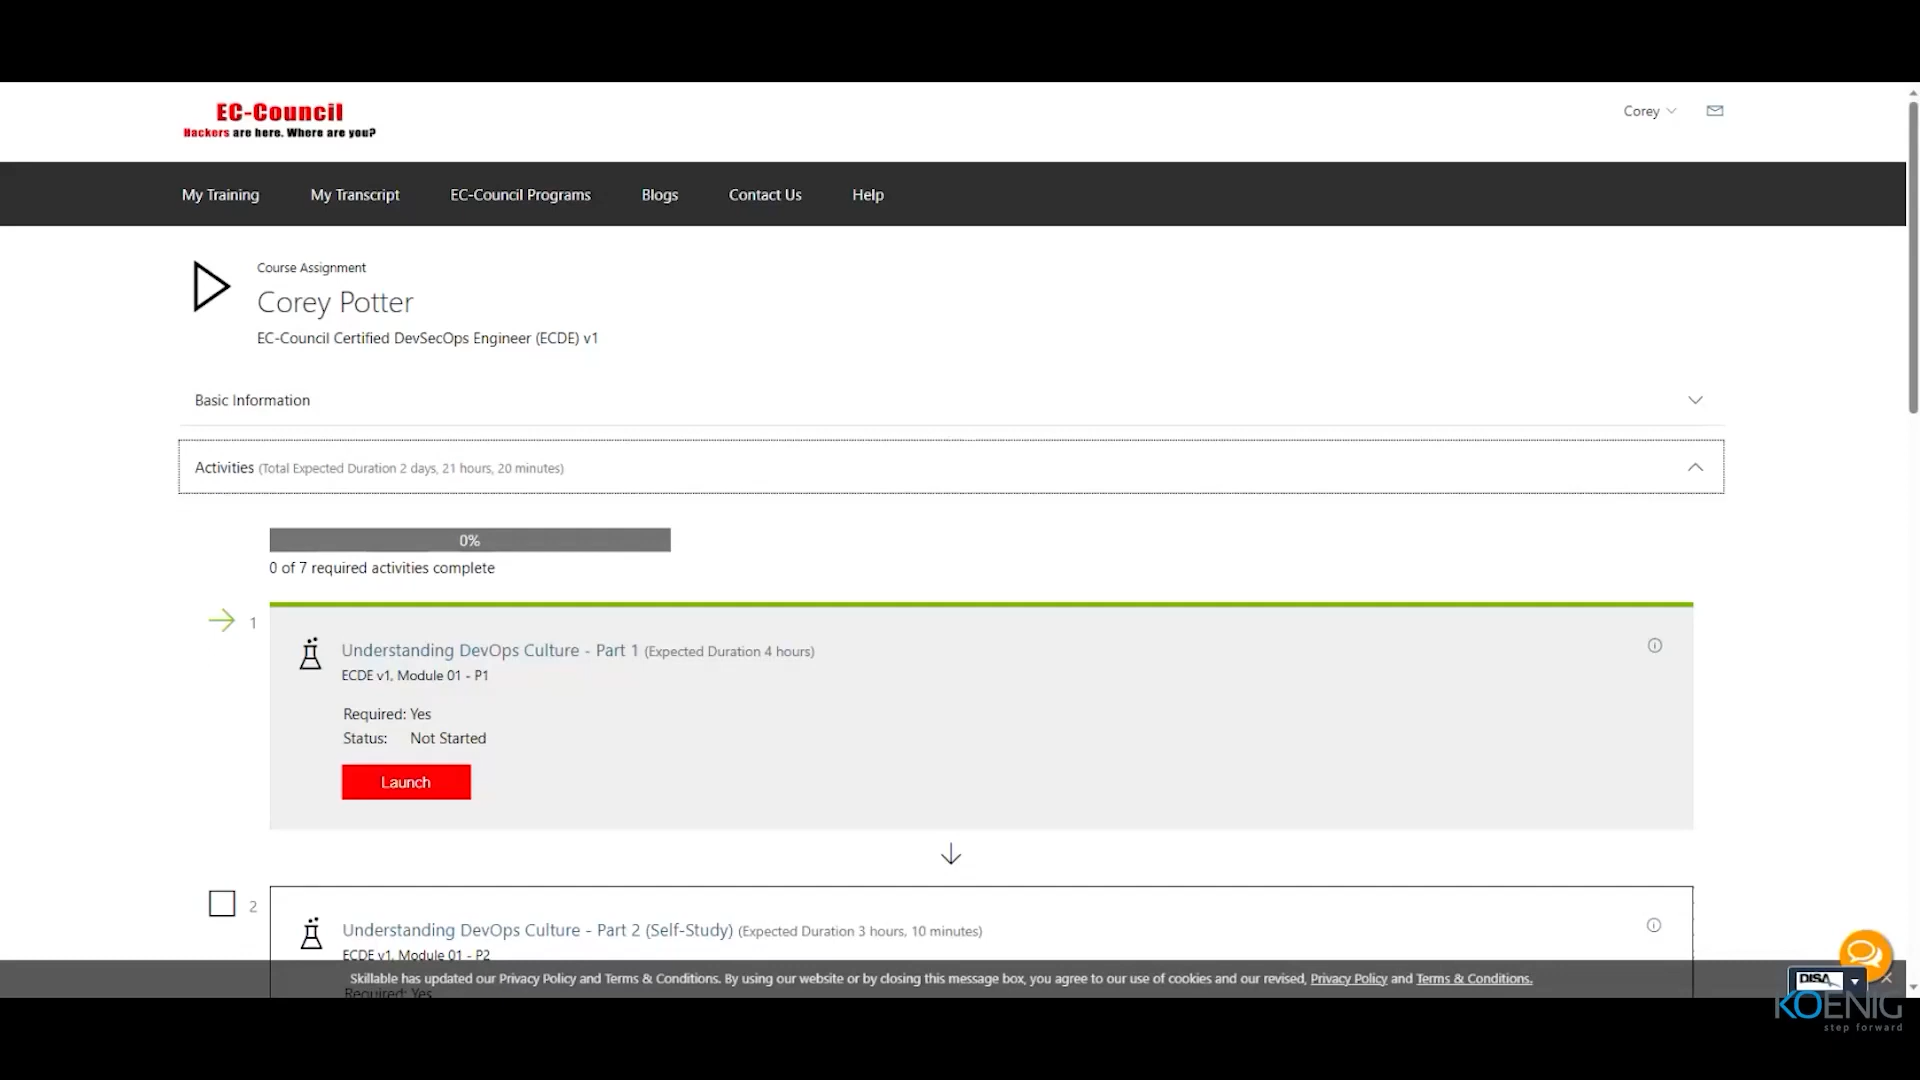 EC-Council
Hackers are here. Where are you?
Corey
My Training My Transcript EC-Council Programs Blogs Contact Us Help
Course Assignment
Corey Potter
EC-Council Certified DevSecOps Engineer (ECDE) v1
Basic Information
Activities (Total Expected Duration 2 days, 21 hours, 20 minutes)
0%
0 of 7 required activities complete
1
Understanding DevOps Culture - Part 1 (Expected Duration 4 hours)
ECDE v1, Module 01 - P1
Required: Yes
Status: Not Started
Launch
2
Understanding DevOps Culture - Part 2 (Self-Study) (Expected Duration 3 hours, 10 minutes)
ECDE v1, Module 01 - P2
Skillable has updated our Privacy Policy and Terms & Conditions. By using our website or by closing this message box, you agree to our use of cookies and our revised, Privacy Policy and Terms & Conditions.
Required: Yes
DISA
KOENIG
step forward